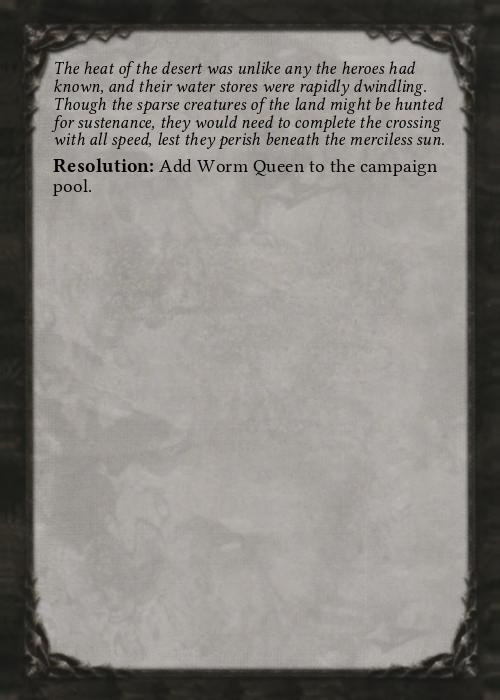 The heat of the desert was unlike any the heroes had
known, and their water stores were rapidly dwindling.
Though the sparse creatures of the land might be hunted
for sustenance, they would need to complete the crossing
with all speed, lest they perish beneath the merciless sun.
Resolution: Add Worm Queen to the campaign
pool.